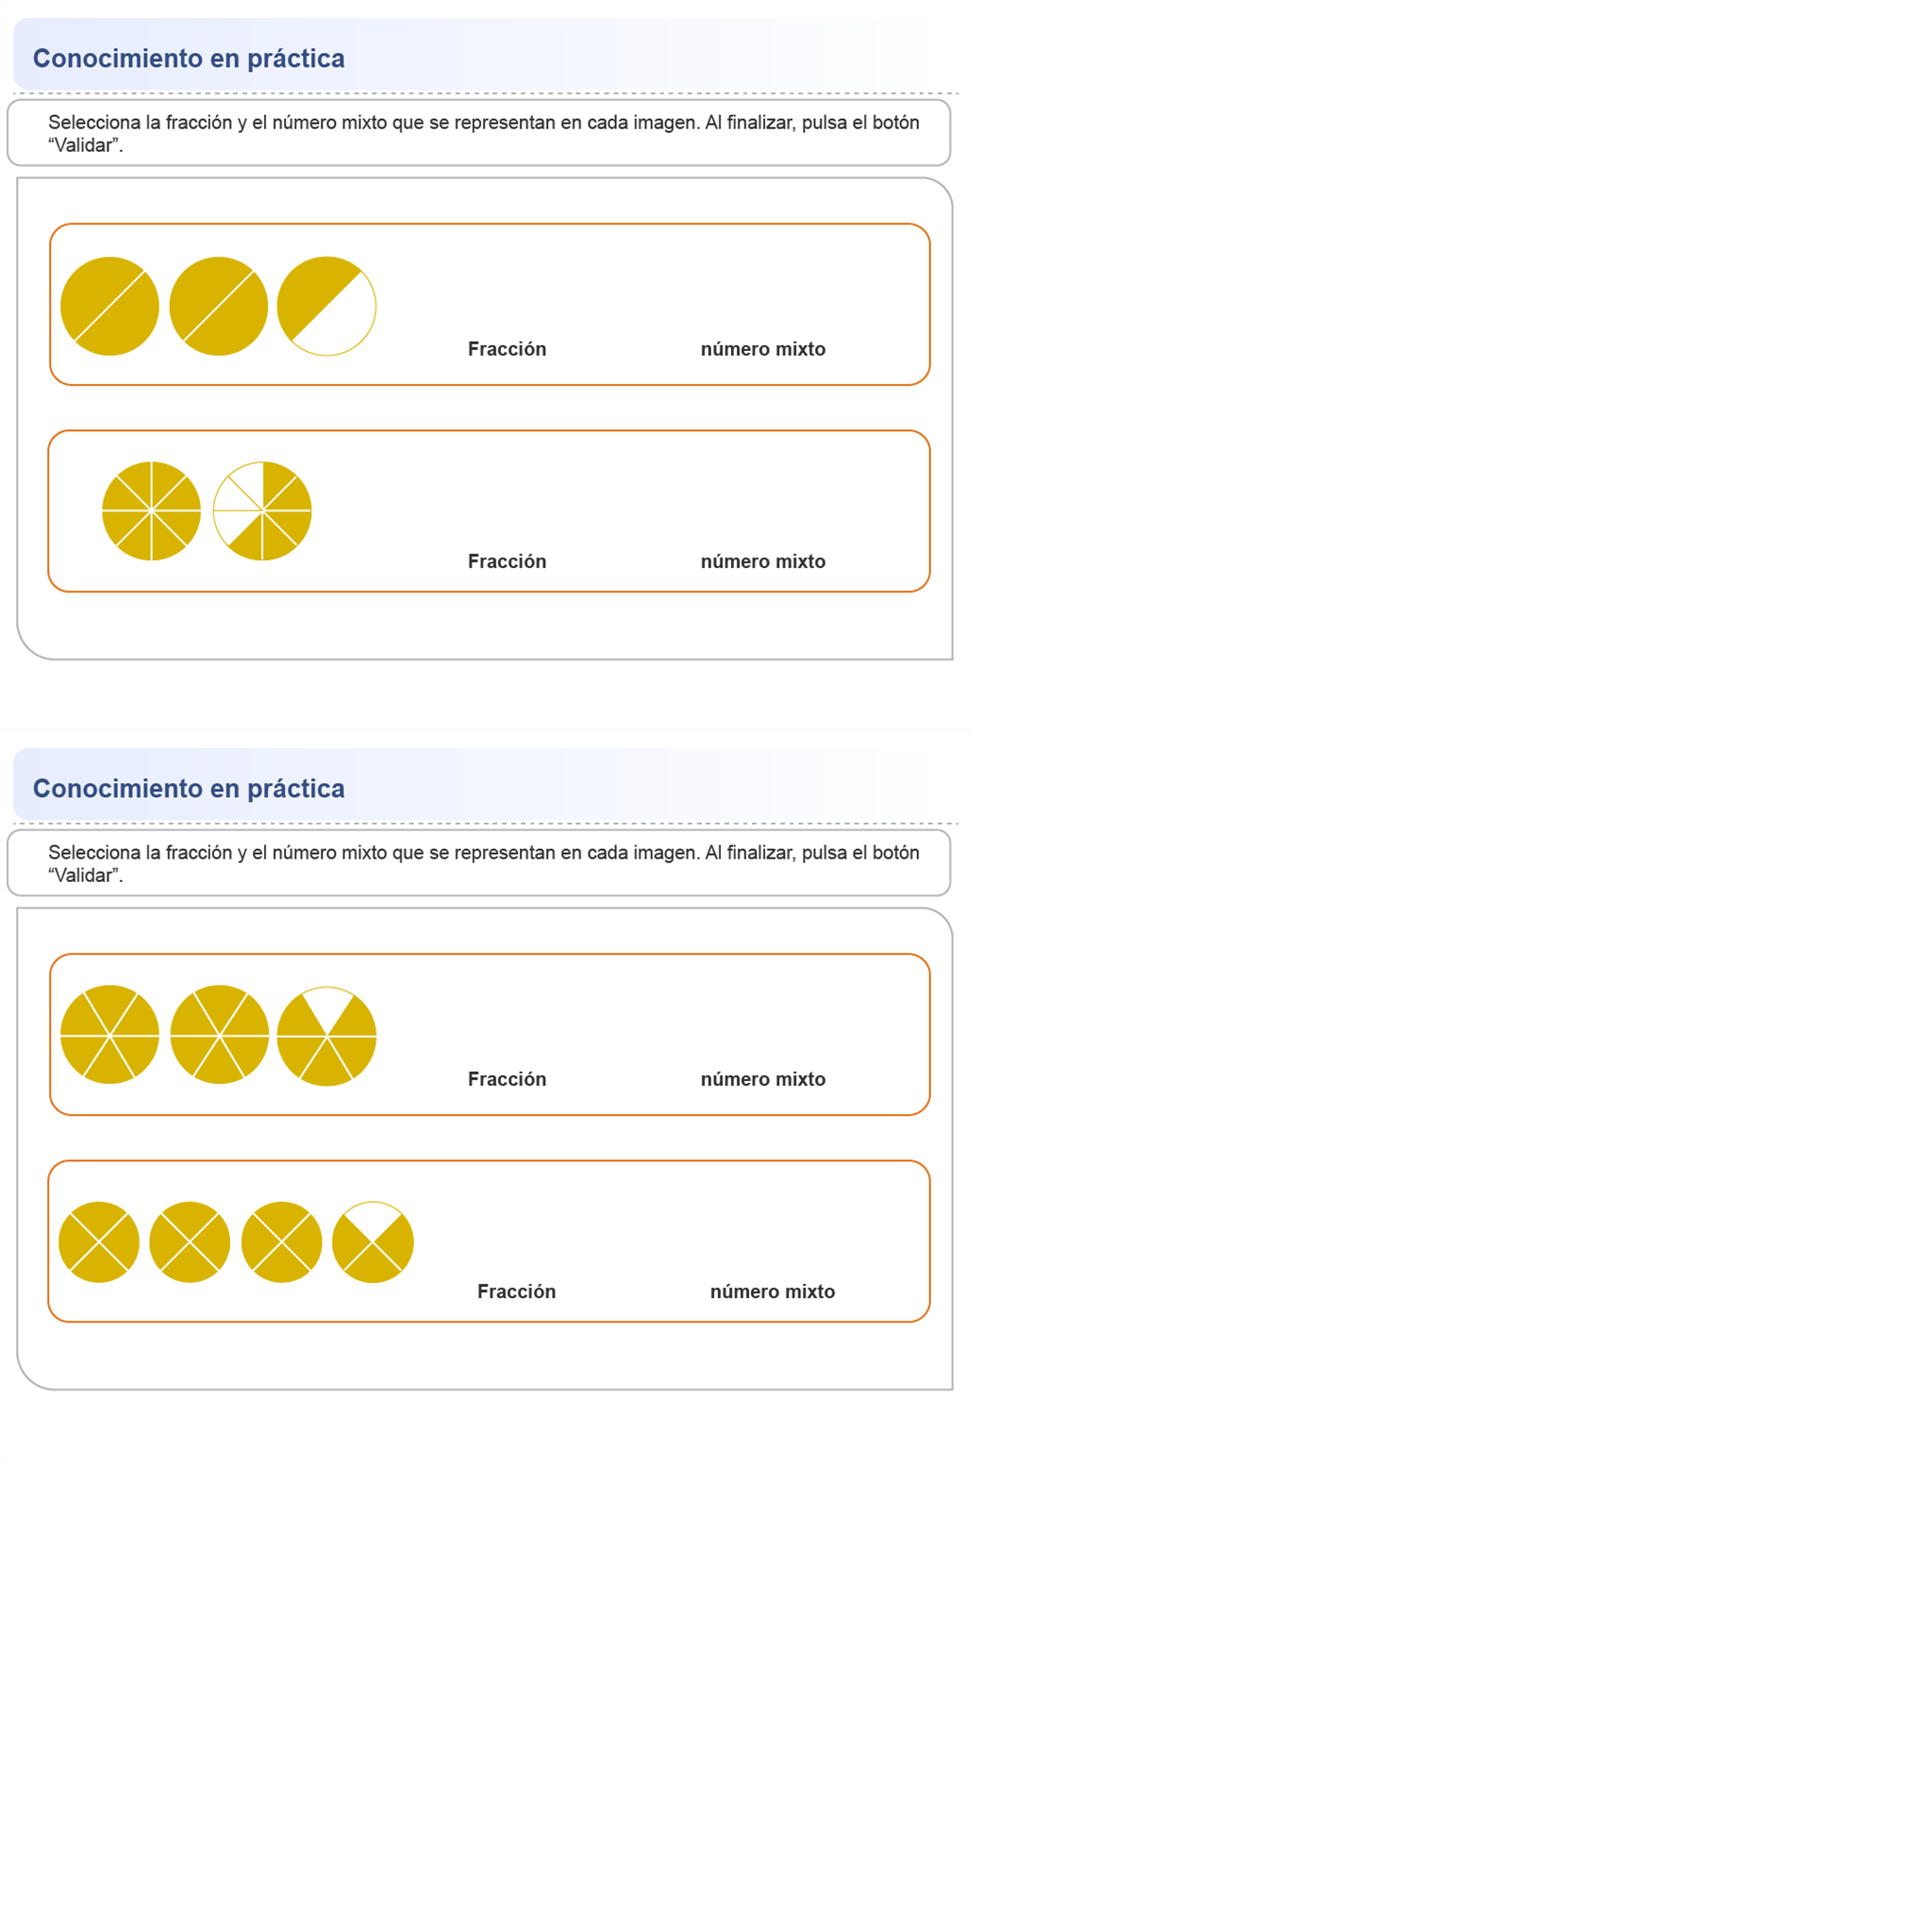 Conocimiento en práctica
Selecciona la fracción y el número mixto que se representan en cada imagen. Al finalizar, pulsa el botón
“Validar”.
Fracción número mixto
Fracción número mixto
Conocimiento en práctica
Selecciona la fracción y el número mixto que se representan en cada imagen. Al finalizar, pulsa el botón
“Validar”.
Fracción número mixto
Fracción número mixto